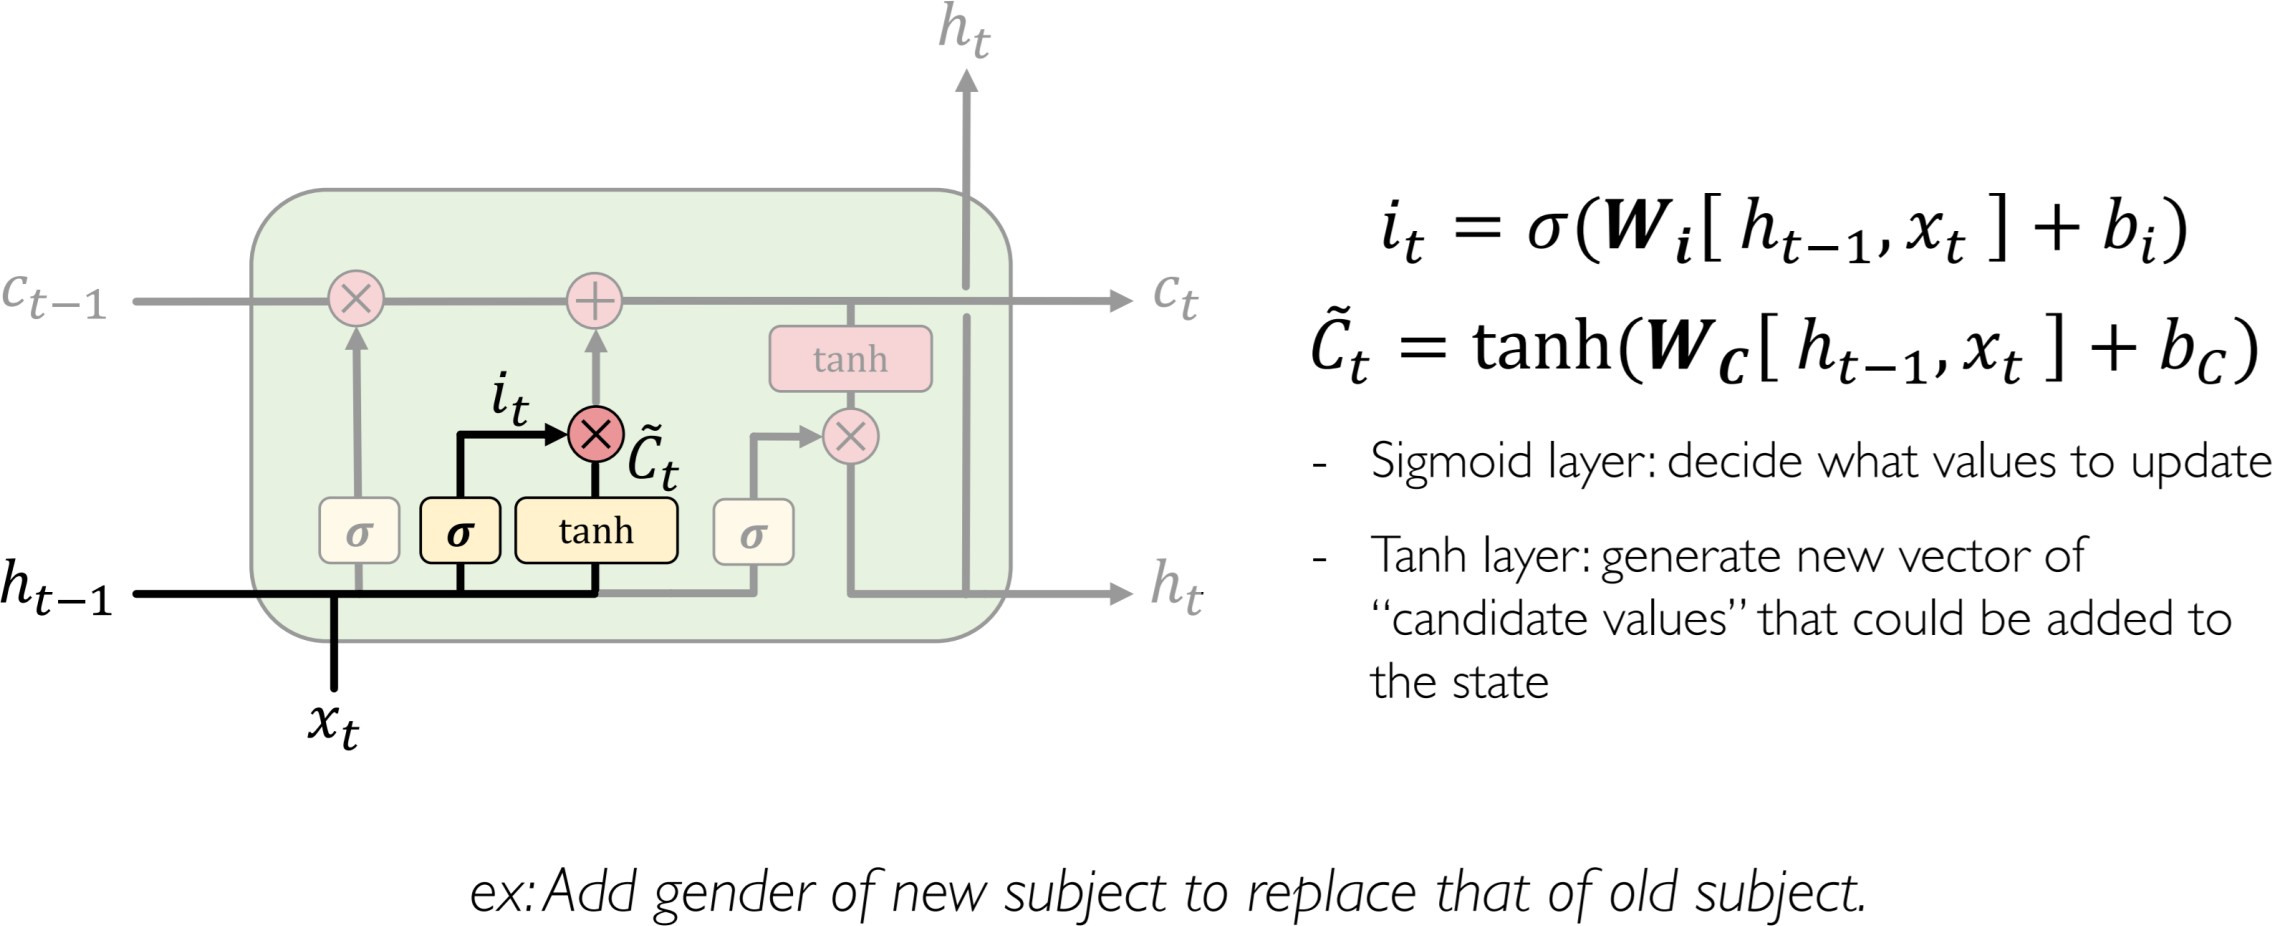 h_t
c_{t−1}
c_t
tanh
i_t
C̃_t
σ
σ
tanh
σ
h_{t−1}
h_t
x_t
i_t = σ(W_i[ h_{t−1}, x_t ] + b_i)
C̃_t = tanh(W_C[ h_{t−1}, x_t ] + b_C)
- Sigmoid layer: decide what values to update
- Tanh layer: generate new vector of
“candidate values” that could be added to
the state
ex: Add gender of new subject to replace that of old subject.